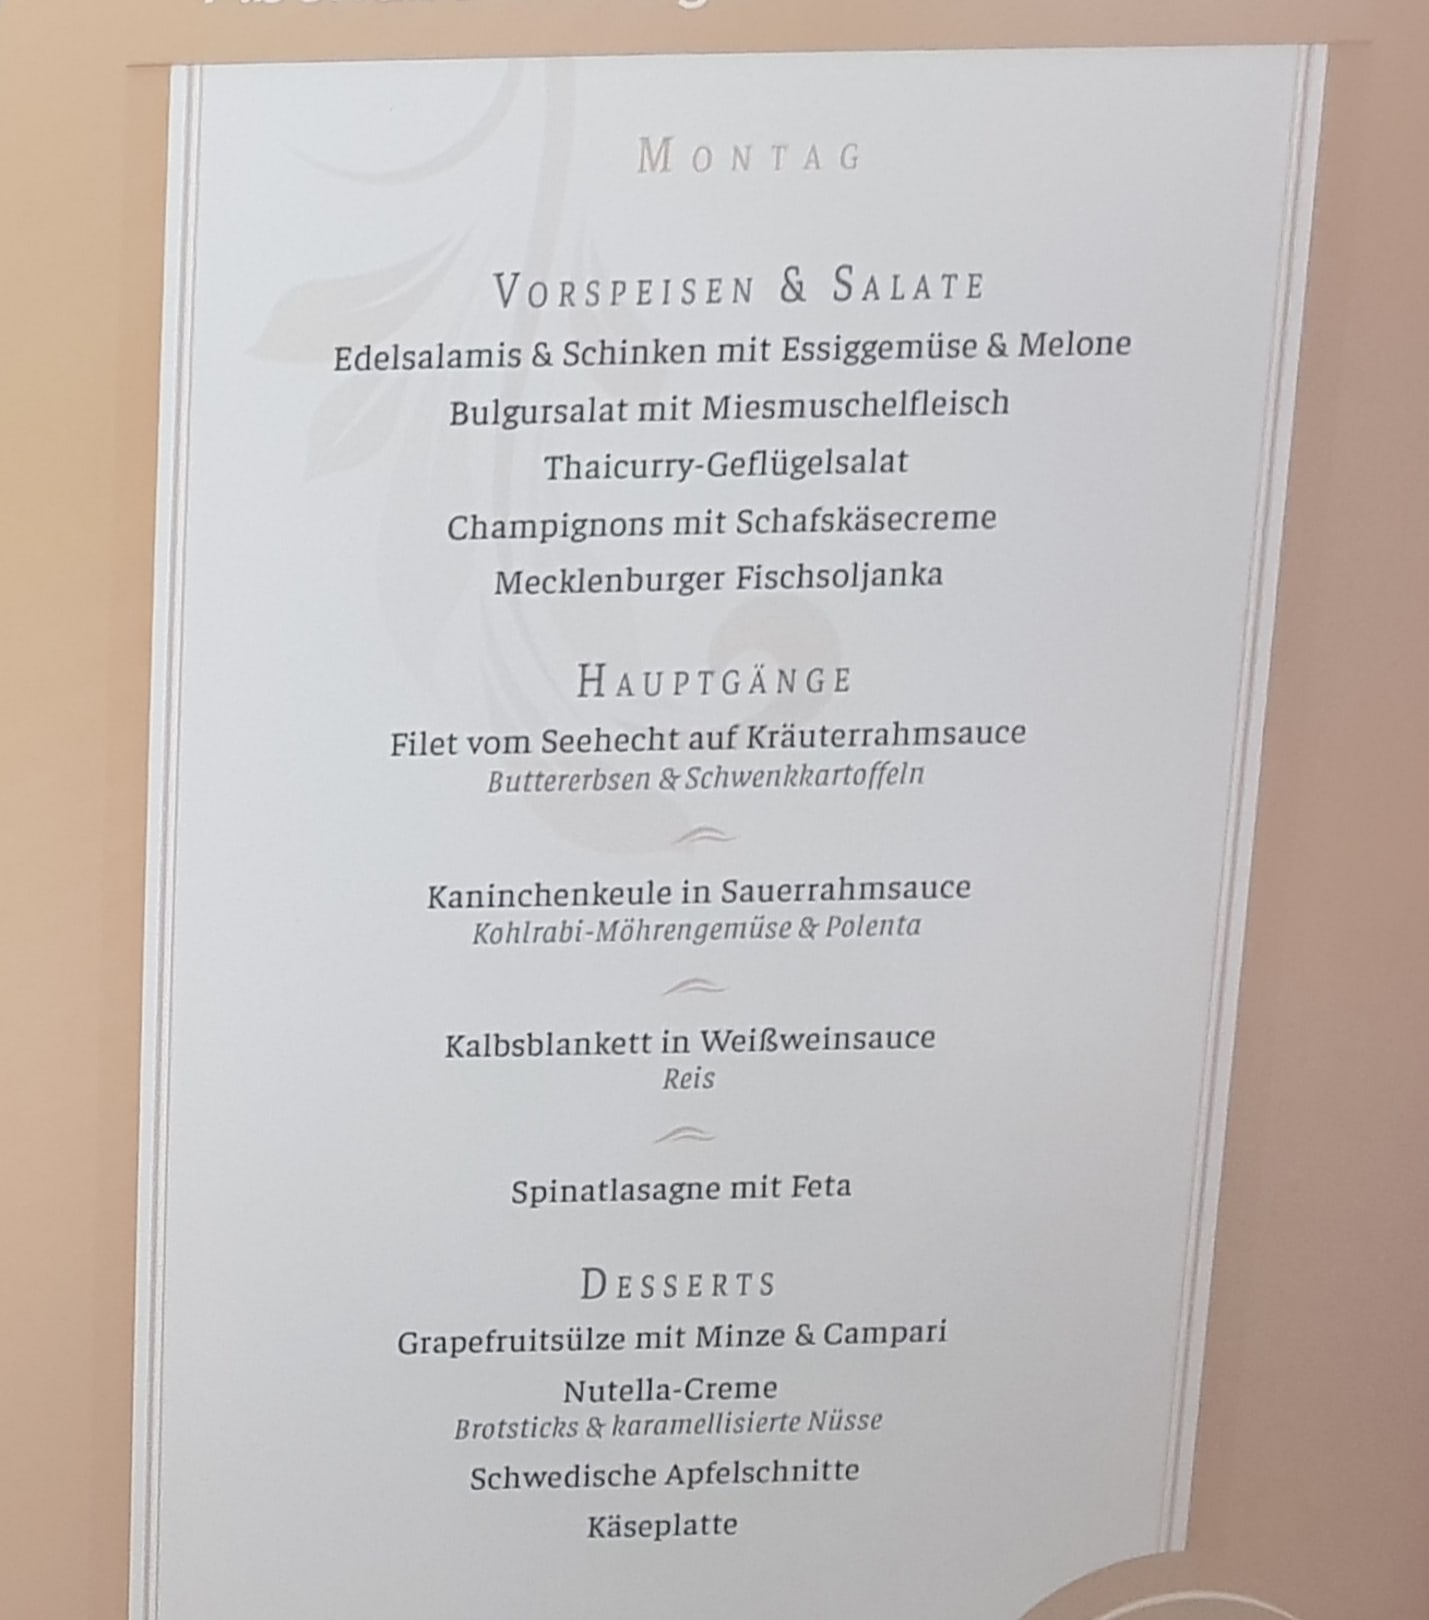 MONTAG
VORSPEISEN & SALATE
Edelsalamis & Schinken mit Essiggemüse & Melone
Bulgursalat mit Miesmuschelfleisch
Thaicurry-Geflügelsalat
Champignons mit Schafskäsecreme
Mecklenburger Fischsoljanka
HAUPTGÄNGE
Filet vom Seehecht auf Kräuterrahmsauce
Buttererbsen & Schwenkkartoffeln
Kaninchenkeule in Sauerrahmsauce
Kohlrabi-Möhrengemüse & Polenta
Kalbsblankett in Weißweinsauce
Reis
Spinatlasagne mit Feta
DESSERTS
Grapefruitsülze mit Minze & Campari
Nutella-Creme
Brotsticks & karamellisierte Nüsse
Schwedische Apfelschnitte
Käseplatte